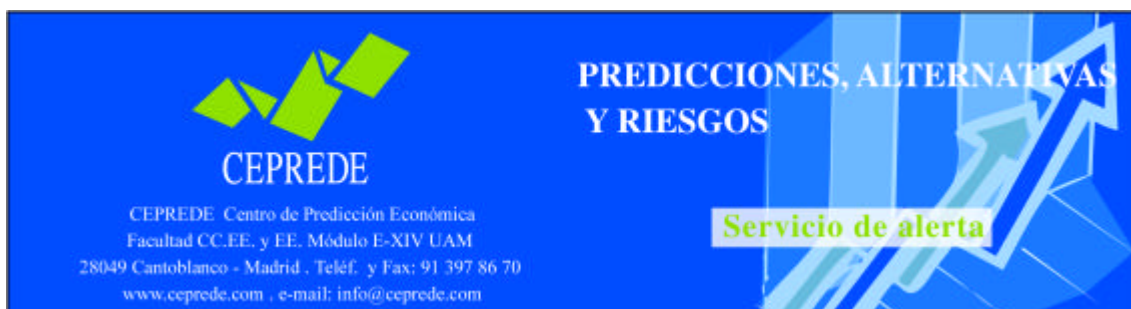 CEPREDE
CEPREDE Centro de Predicción Económica
Facultad CC.EE. y EE. Módulo E-XIV UAM
28049 Cantoblanco - Madrid . Teléf. y Fax: 91 397 86 70
www.ceprede.com . e-mail: info@ceprede.com
PREDICCIONES, ALTERNATIVAS
Y RIESGOS
Servicio de alerta